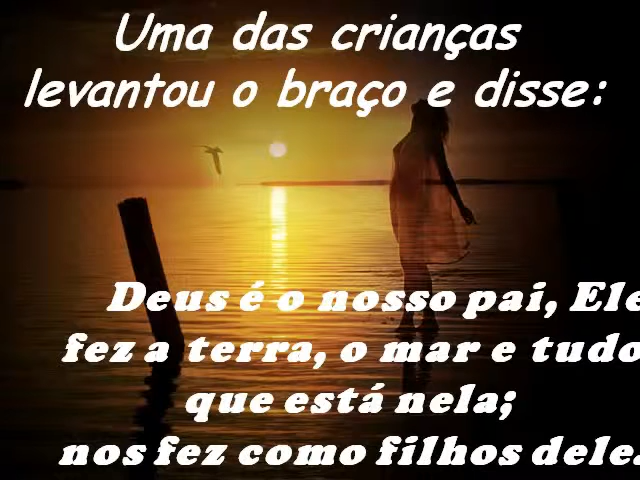 Uma das crianças
levantou o braço e disse:
Deus é o nosso pai, Ele
fez a terra, o mar e tudo
que está nela;
nos fez como filhos dele.